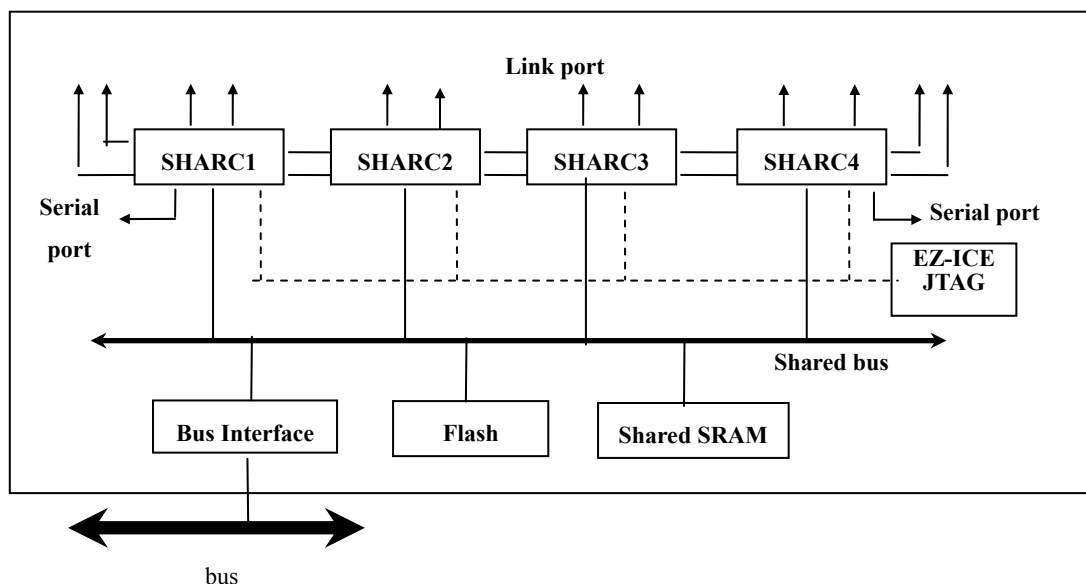 Link port
SHARC1
SHARC2
SHARC3
SHARC4
Serial
port
Serial port
EZ-ICE
JTAG
Shared bus
Bus Interface
Flash
Shared SRAM
bus